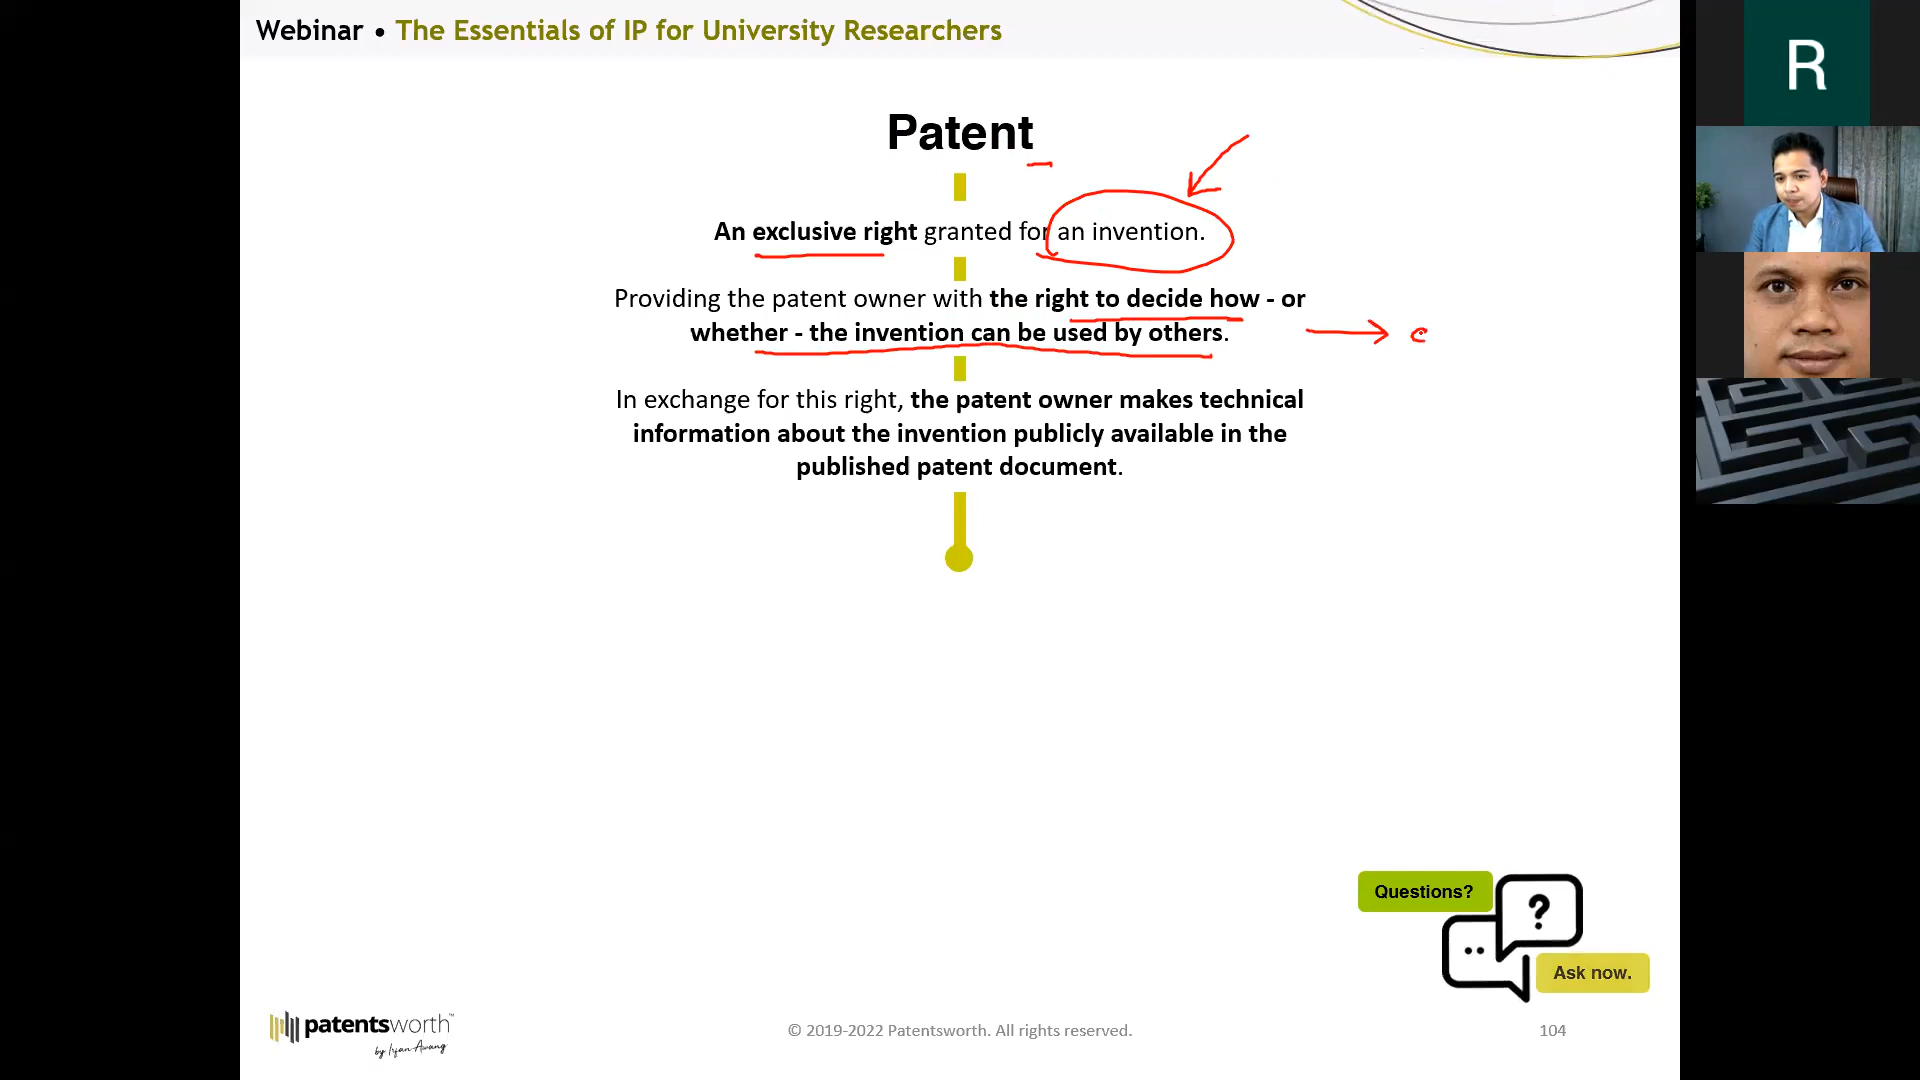 Webinar • The Essentials of IP for University Researchers
R
Patent
An exclusive right granted for an invention.
Providing the patent owner with the right to decide how - or
whether - the invention can be used by others.
e
In exchange for this right, the patent owner makes technical
information about the invention publicly available in the
published patent document.
Questions?
?
Ask now.
patentsworth™
by Irfan Awang
© 2019-2022 Patentsworth. All rights reserved.
104